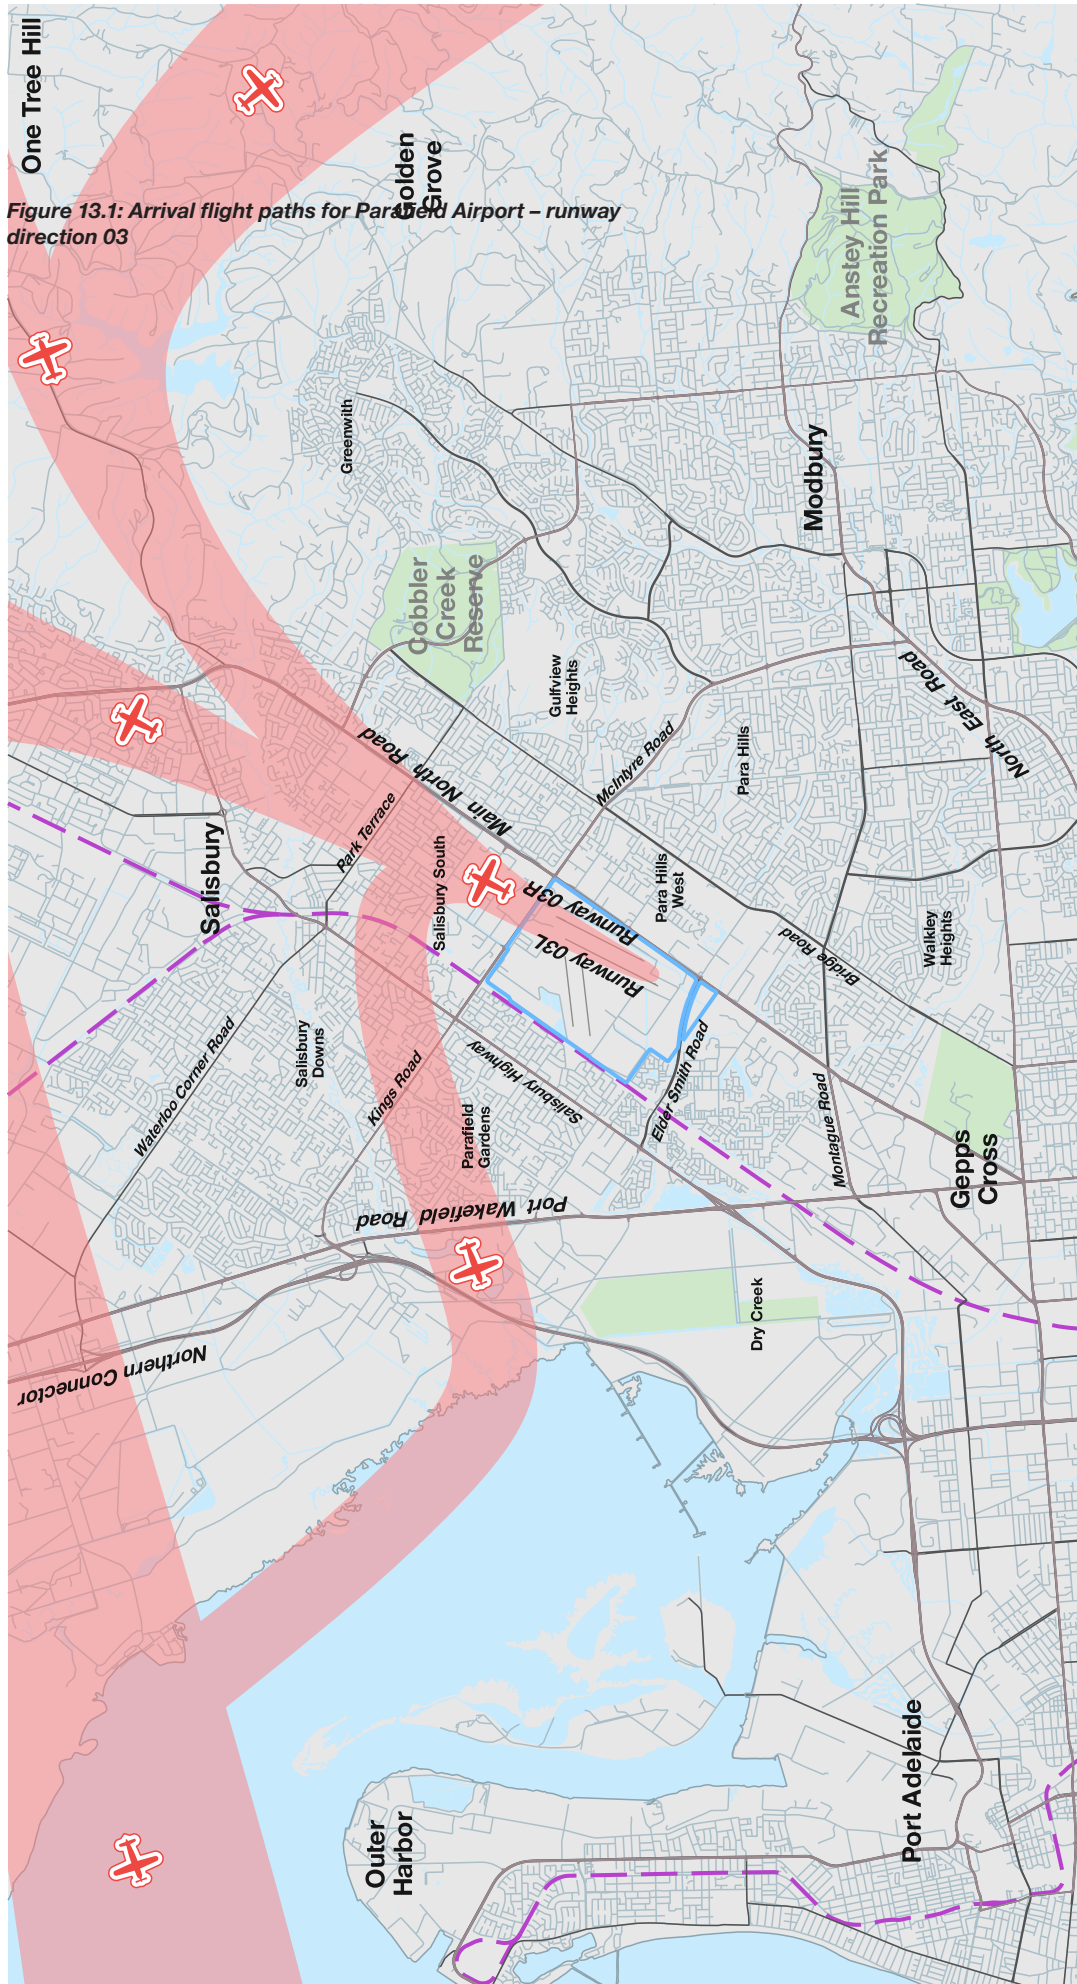 One Tree Hill
Golden
Grove
Figure 13.1: Arrival flight paths for Parafield Airport – runway
direction 03
Anstey Hill
Recreation Park
Greenwith
Modbury
Cobbler
Creek
Reserve
Gulfview
Heights
North East Road
McIntyre Road
Main North Road
Para Hills
Park Terrace
Salisbury
Salisbury South
Para Hills
West
Runway 03R
Runway 03L
Walkley
Heights
Bridge Road
Waterloo Corner Road
Salisbury
Downs
Kings Road
Salisbury Highway
Elder Smith Road
Parafield
Gardens
Montague Road
Gepps
Cross
Port Wakefield Road
Dry Creek
Northern Connector
Port Adelaide
Outer
Harbor